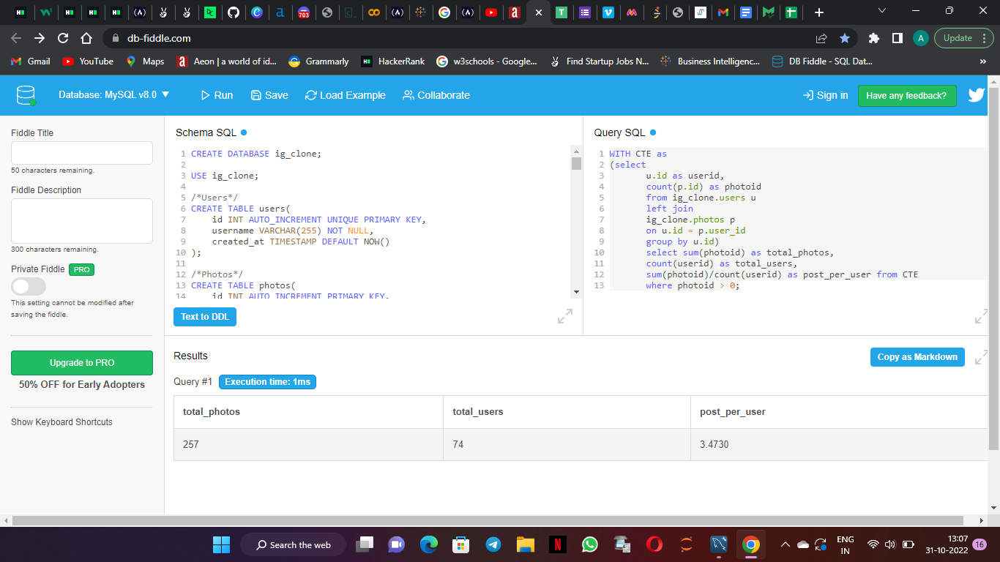 703
db-fiddle.com
A
Update
Gmail
YouTube
Maps
Aeon | a world of id...
Grammarly
HackerRank
w3schools - Google...
Find Startup Jobs N...
Business Intelligenc...
DB Fiddle - SQL Dat...
»
Database: MySQL v8.0 ▼
Run
Save
Load Example
Collaborate
Sign in
Have any feedback?
Fiddle Title
50 characters remaining.
Fiddle Description
300 characters remaining.
Private Fiddle PRO
This setting cannot be modified after
saving the fiddle.
Upgrade to PRO
50% OFF for Early Adopters
Show Keyboard Shortcuts
Schema SQL
1 CREATE DATABASE ig_clone;
2
3 USE ig_clone;
4
5 /*Users*/
6 CREATE TABLE users(
7 id INT AUTO_INCREMENT UNIQUE PRIMARY KEY,
8 username VARCHAR(255) NOT NULL,
9 created_at TIMESTAMP DEFAULT NOW()
10 );
11
12 /*Photos*/
13 CREATE TABLE photos(
14 id INT AUTO_INCREMENT PRIMARY KEY,
Text to DDL
Query SQL
1 WITH CTE as
2 (select
3 u.id as userid,
4 count(p.id) as photoid
5 from ig_clone.users u
6 left join
7 ig_clone.photos p
8 on u.id = p.user_id
9 group by u.id)
10 select sum(photoid) as total_photos,
11 count(userid) as total_users,
12 sum(photoid)/count(userid) as post_per_user from CTE
13 where photoid > 0;
Results
Copy as Markdown
Query #1 Execution time: 1ms
total_photos total_users post_per_user
257 74 3.4730
Search the web
ENG
IN
13:07
31-10-2022
16